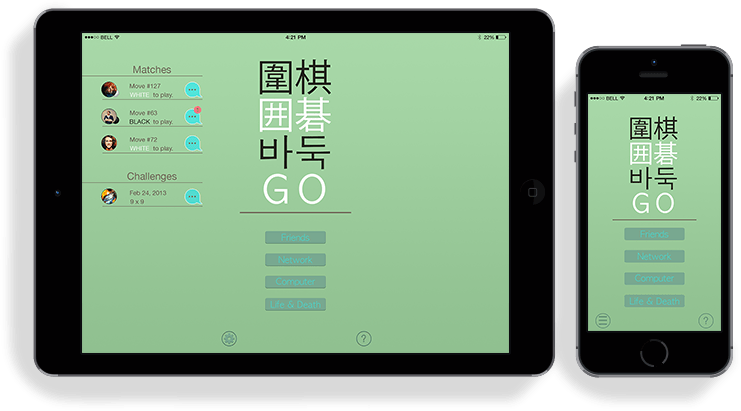 BELL
4:21 PM
22%
Matches
Move #127
WHITE to play.
Move #63
BLACK to play.
Move #72
WHITE to play.
Challenges
Feb 24, 2013
9 x 9
圍棋
囲碁
바둑
GO
Friends
Network
Computer
Life & Death
?
BELL
4:21 PM
22%
圍棋
囲碁
바둑
GO
Friends
Network
Computer
Life & Death
?